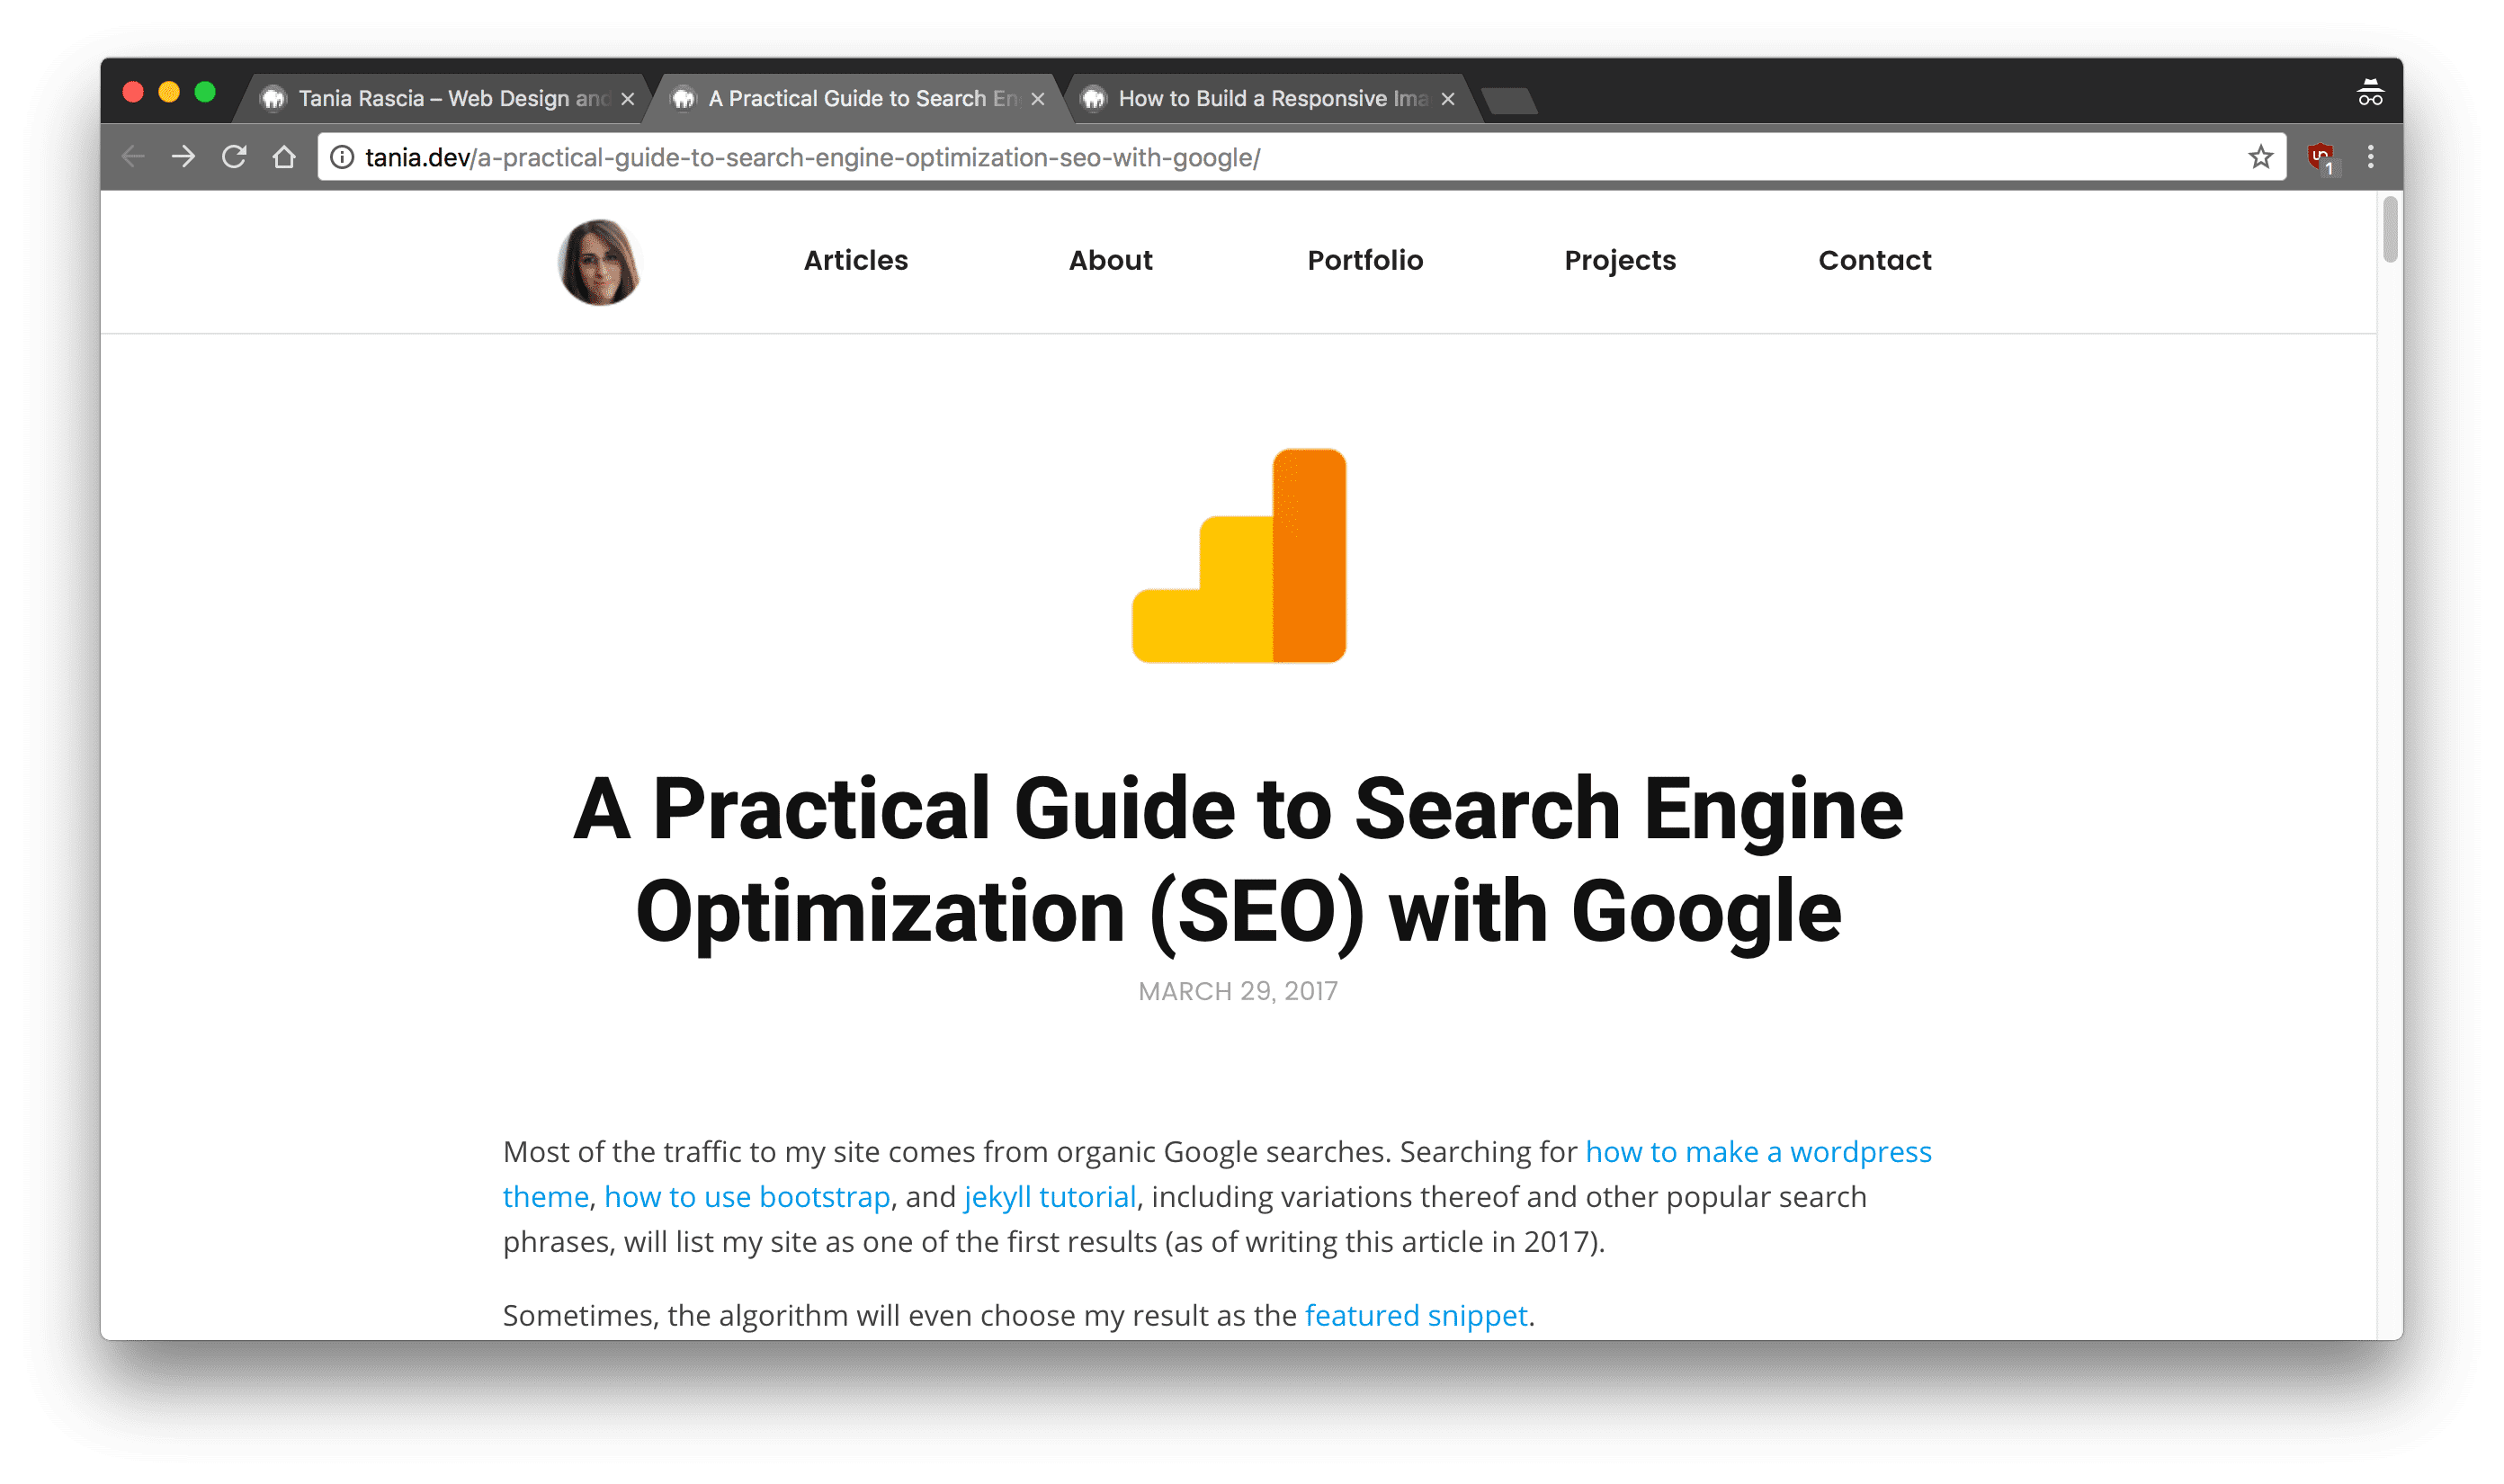 Tania Rascia – Web Design and
A Practical Guide to Search En
How to Build a Responsive Ima
tania.dev/a-practical-guide-to-search-engine-optimization-seo-with-google/
1
Articles About Portfolio Projects Contact
A Practical Guide to Search Engine
Optimization (SEO) with Google
MARCH 29, 2017
Most of the traffic to my site comes from organic Google searches. Searching for how to make a wordpress
theme, how to use bootstrap, and jekyll tutorial, including variations thereof and other popular search
phrases, will list my site as one of the first results (as of writing this article in 2017).
Sometimes, the algorithm will even choose my result as the featured snippet.